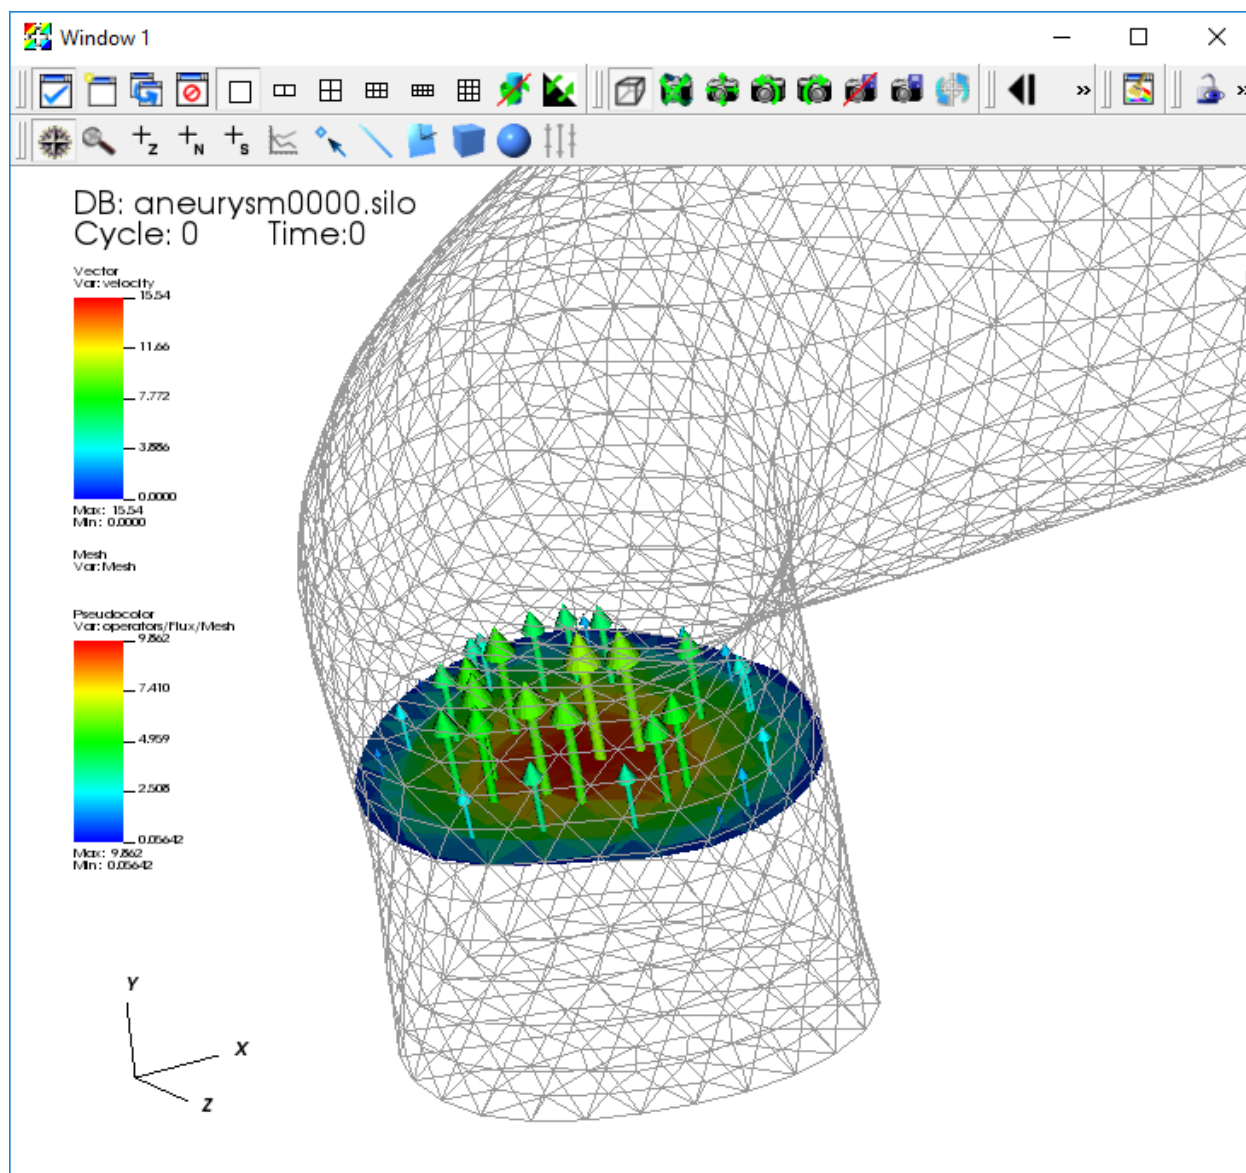 Window 1
DB: aneurysm0000.silo
Cycle: 0 Time:0
Vector
Var: velocity
15.54
11.66
7.772
3.886
0.0000
Max: 15.54
Min: 0.0000
Mesh
Var: Mesh
Pseudocolor
Var: operators/Flux/Mesh
9.862
7.410
4.959
2.508
0.05642
Max: 9.862
Min: 0.05642
Y
X
Z